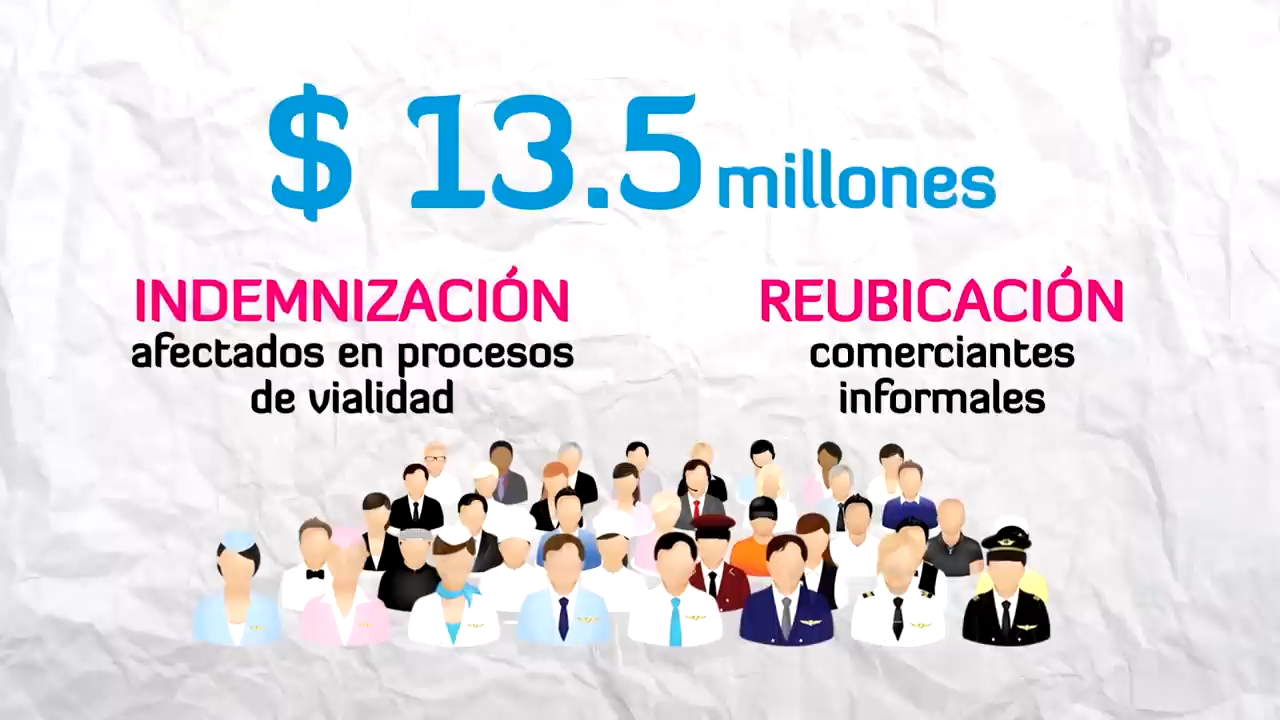 $ 13.5 millones
INDEMNIZACIÓN
afectados en procesos
de vialidad
REUBICACIÓN
comerciantes
informales